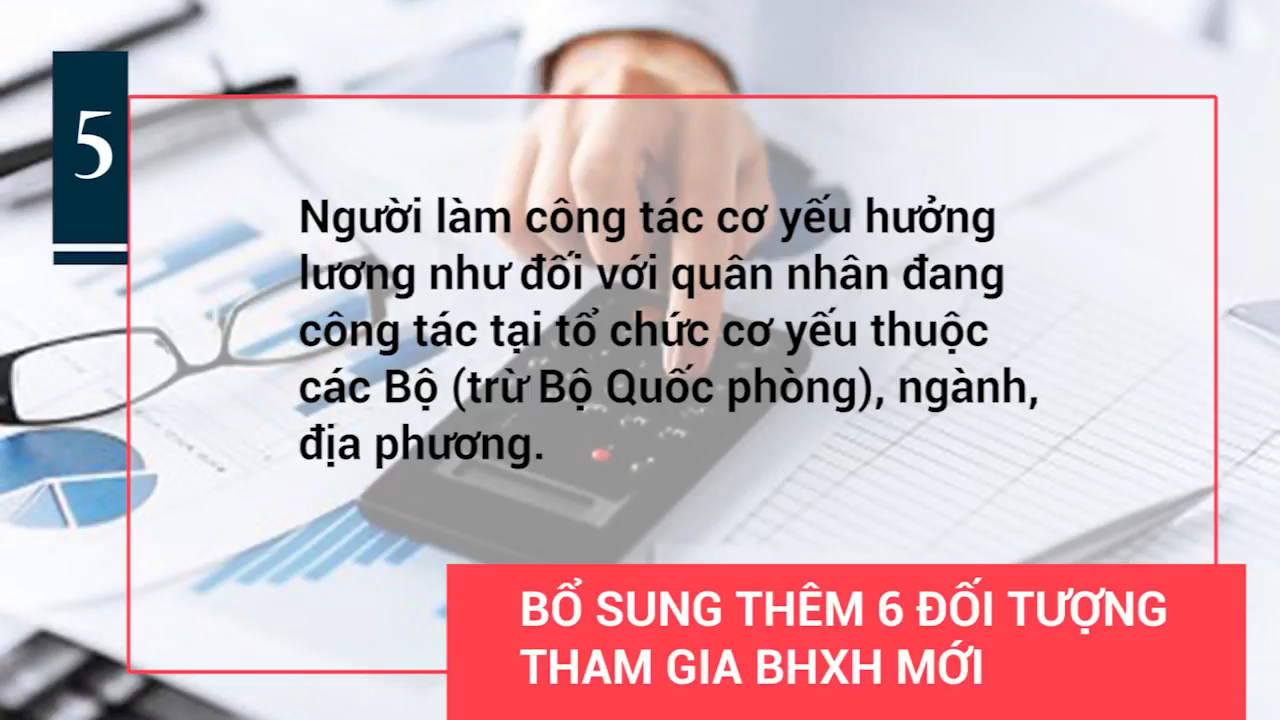 5
Người làm công tác cơ yếu hưởng
lương như đối với quân nhân đang
công tác tại tổ chức cơ yếu thuộc
các Bộ (trừ Bộ Quốc phòng), ngành,
địa phương.
BỔ SUNG THÊM 6 ĐỐI TƯỢNG
THAM GIA BHXH MỚI